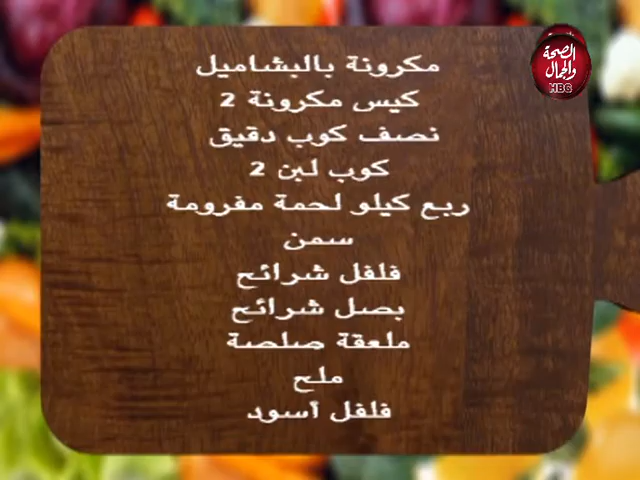 الصحة
والجمال
HBC
مكرونة بالبشاميل
كيس مكرونة 2
نصف كوب دقيق
كوب لبن 2
ربع كيلو لحمة مفرومة
سمن
فلفل شرائح
بصل شرائح
ملعقة صلصة
ملح
فلفل أسود